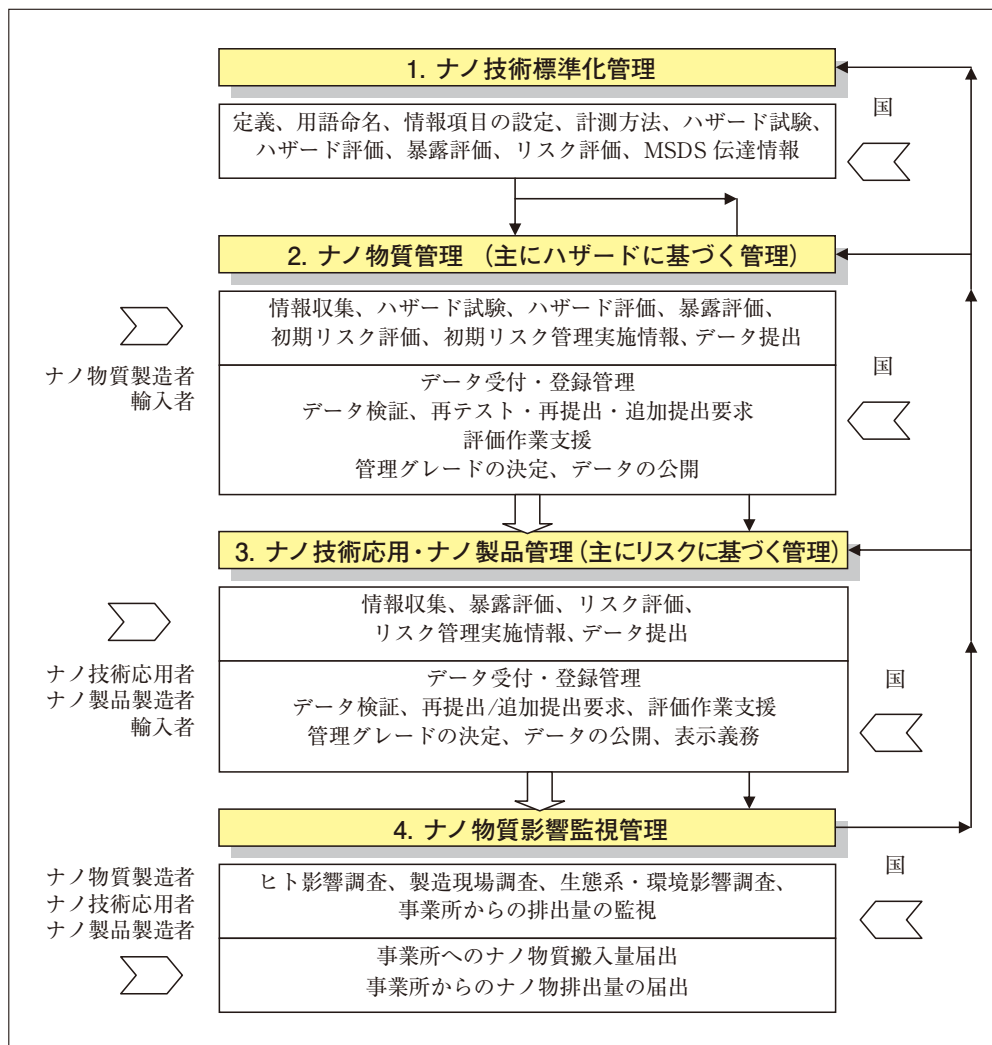 1. ナノ技術標準化管理
国
定義、用語命名、情報項目の設定、計測方法、ハザード試験、
ハザード評価、暴露評価、リスク評価、MSDS 伝達情報
2. ナノ物質管理 (主にハザードに基づく管理)
情報収集、ハザード試験、ハザード評価、暴露評価、
初期リスク評価、初期リスク管理実施情報、データ提出
ナノ物質製造者
輸入者
国
データ受付・登録管理
データ検証、再テスト・再提出・追加提出要求
評価作業支援
管理グレードの決定、データの公開
3. ナノ技術応用・ナノ製品管理(主にリスクに基づく管理)
情報収集、暴露評価、リスク評価、
リスク管理実施情報、データ提出
ナノ技術応用者
ナノ製品製造者
輸入者
国
データ受付・登録管理
データ検証、再提出/追加提出要求、評価作業支援
管理グレードの決定、データの公開、表示義務
4. ナノ物質影響監視管理
国
ナノ物質製造者
ナノ技術応用者
ナノ製品製造者
ヒト影響調査、製造現場調査、生態系・環境影響調査、
事業所からの排出量の監視
事業所へのナノ物質搬入量届出
事業所からのナノ物排出量の届出